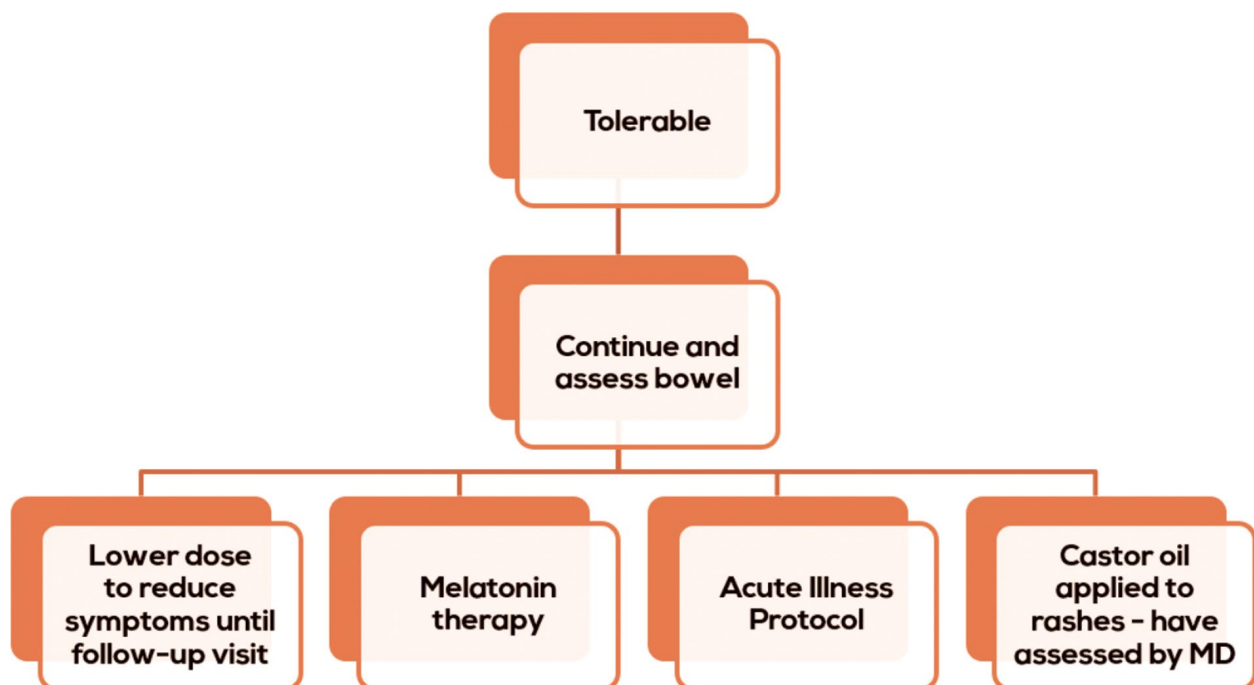 Tolerable
Continue and
assess bowel
Lower dose
to reduce
symptoms until
follow-up visit
Melatonin
therapy
Acute Illness
Protocol
Castor oil
applied to
rashes - have
assessed by MD